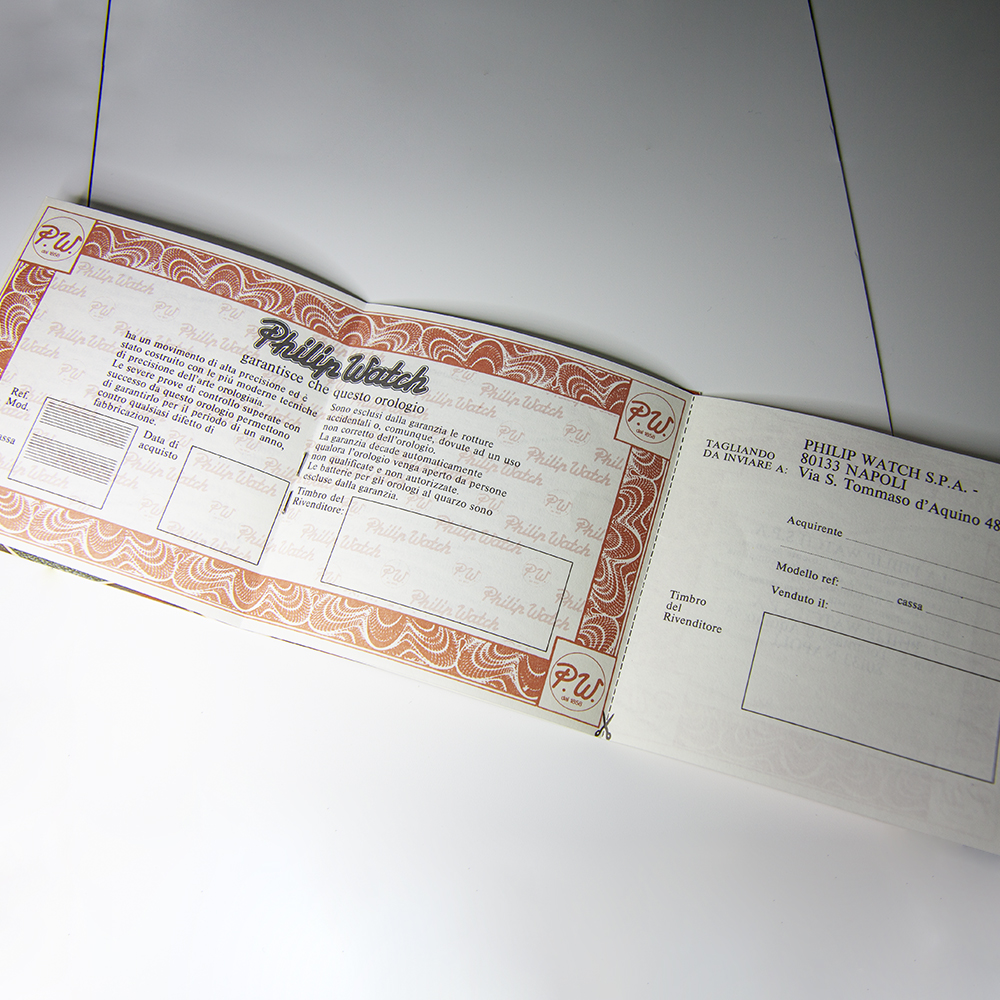 P.W.
dal 1858
Philip Watch
garantisce che questo orologio
ha un movimento di alta precisione ed è
stato costruito con le più moderne tecniche
di precisione dell'arte orologiaia.
Le severe prove di controllo superate con
successo da questo orologio permettono
di garantirlo per il periodo di un anno,
contro qualsiasi difetto di
fabbricazione.
Sono esclusi dalla garanzia le rotture
accidentali o, comunque, dovute ad un uso
non corretto dell'orologio.
La garanzia decade automaticamente
qualora l'orologio venga aperto da persone
non qualificate e non autorizzate.
Le batterie per gli orologi al quarzo sono
escluse dalla garanzia.
Ref.
Mod.
cassa
Data di
acquisto
Timbro del
Rivenditore:
P.W.
dal 1858
P.W.
dal 1858
TAGLIANDO
DA INVIARE A:
PHILIP WATCH S.P.A. -
80133 NAPOLI
Via S. Tommaso d'Aquino 48
Acquirente
Modello ref:
cassa
Venduto il:
Timbro
del
Rivenditore